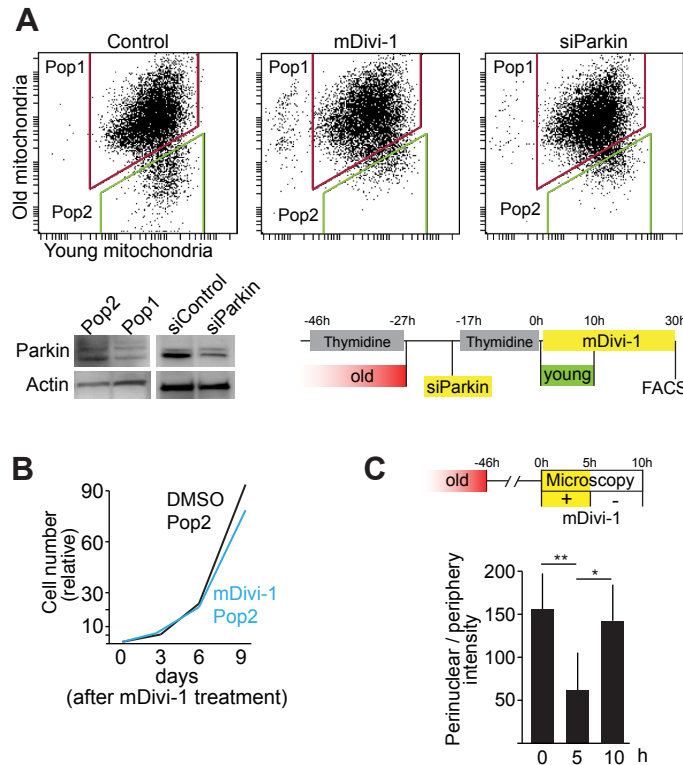 A
Control
mDivi-1
siParkin
Pop1
Pop1
Pop1
Old mitochondria
Pop2
Pop2
Pop2
Young mitochondria
Pop2
Pop1
siControl
siParkin
Parkin
Actin
-46h
-27h
-17h
0h
10h
30h
Thymidine
Thymidine
mDivi-1
old
siParkin
young
FACS
B
Cell number
(relative)
90
60
30
10
DMSO
Pop2
mDivi-1
Pop2
0 3 6 9
days
(after mDivi-1 treatment)
C
-46h
0h
5h
10h
old
//
Microscopy
+
-
mDivi-1
Perinuclear / periphery
intensity
200
150
100
50
**
*
0 5 10 h